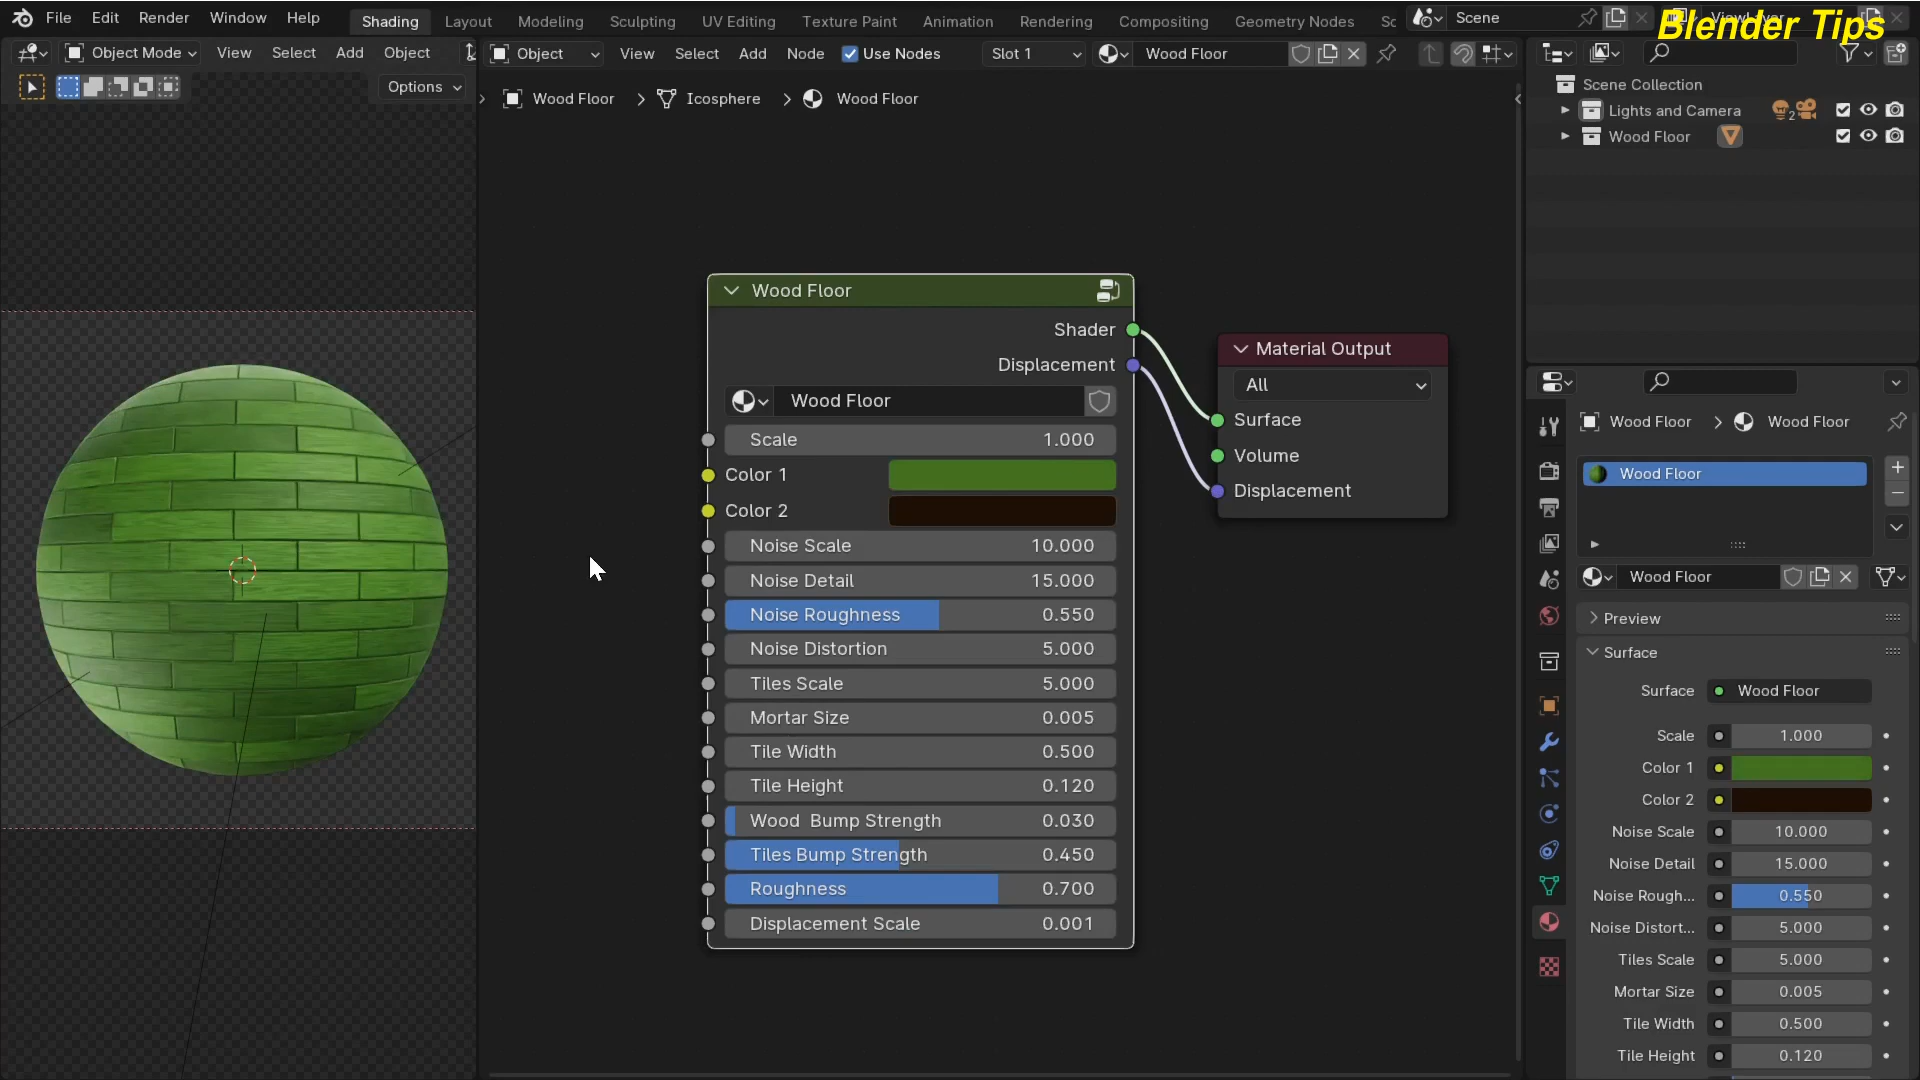 File Edit Render Window Help Shading Layout Modeling Sculpting UV Editing Texture Paint Animation Rendering Compositing Geometry Nodes Scene
Blender Tips
Object Mode View Select Add Object
Object View Select Add Node Use Nodes Slot 1 Wood Floor
Options
Wood Floor > Icosphere > Wood Floor
Scene Collection
Lights and Camera 2
Wood Floor
Wood Floor
Shader
Displacement
Wood Floor
Scale 1.000
Color 1
Color 2
Noise Scale 10.000
Noise Detail 15.000
Noise Roughness 0.550
Noise Distortion 5.000
Tiles Scale 5.000
Mortar Size 0.005
Tile Width 0.500
Tile Height 0.120
Wood  Bump Strength 0.030
Tiles Bump Strength 0.450
Roughness 0.700
Displacement Scale 0.001
Material Output
All
Surface
Volume
Displacement
Wood Floor > Wood Floor
Wood Floor
Wood Floor
Preview
Surface
Surface Wood Floor
Scale 1.000
Color 1
Color 2
Noise Scale 10.000
Noise Detail 15.000
Noise Rough... 0.550
Noise Distort... 5.000
Tiles Scale 5.000
Mortar Size 0.005
Tile Width 0.500
Tile Height 0.120